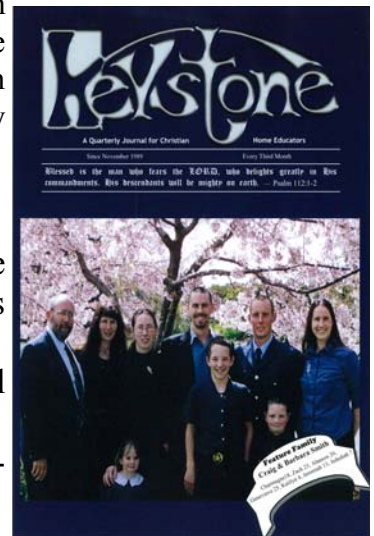 Keystone
A Quarterly Journal for Christian Home Educators
Since November 1989 Every Third Month
Blessed is the man who fears the LORD, who delights greatly in His
commandments. His descendants will be mighty on earth. — Psalm 112:1-2
Feature Family
Craig & Barbara Smith